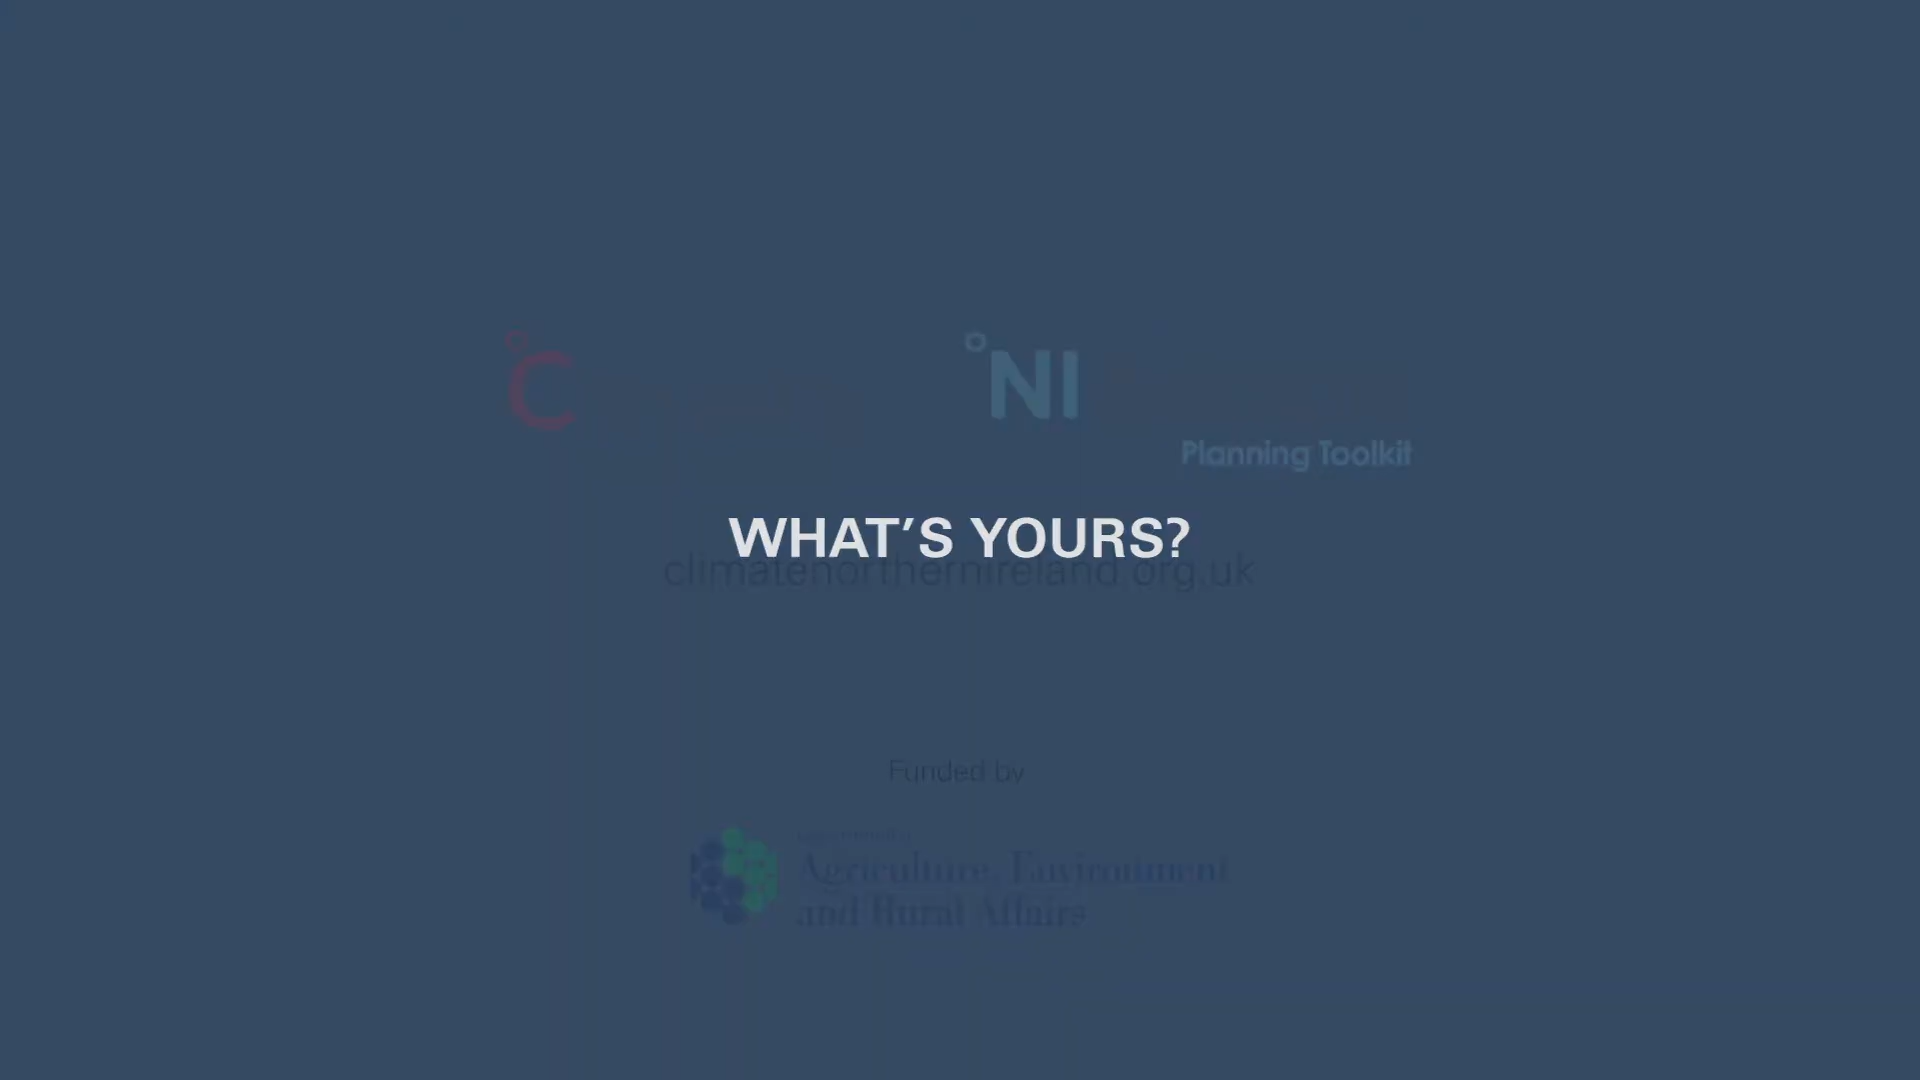 °C
°NI
Planning Toolkit
WHAT’S YOURS?
climatenorthernireland.org.uk
Funded by
Agriculture, Environment
and Rural Affairs